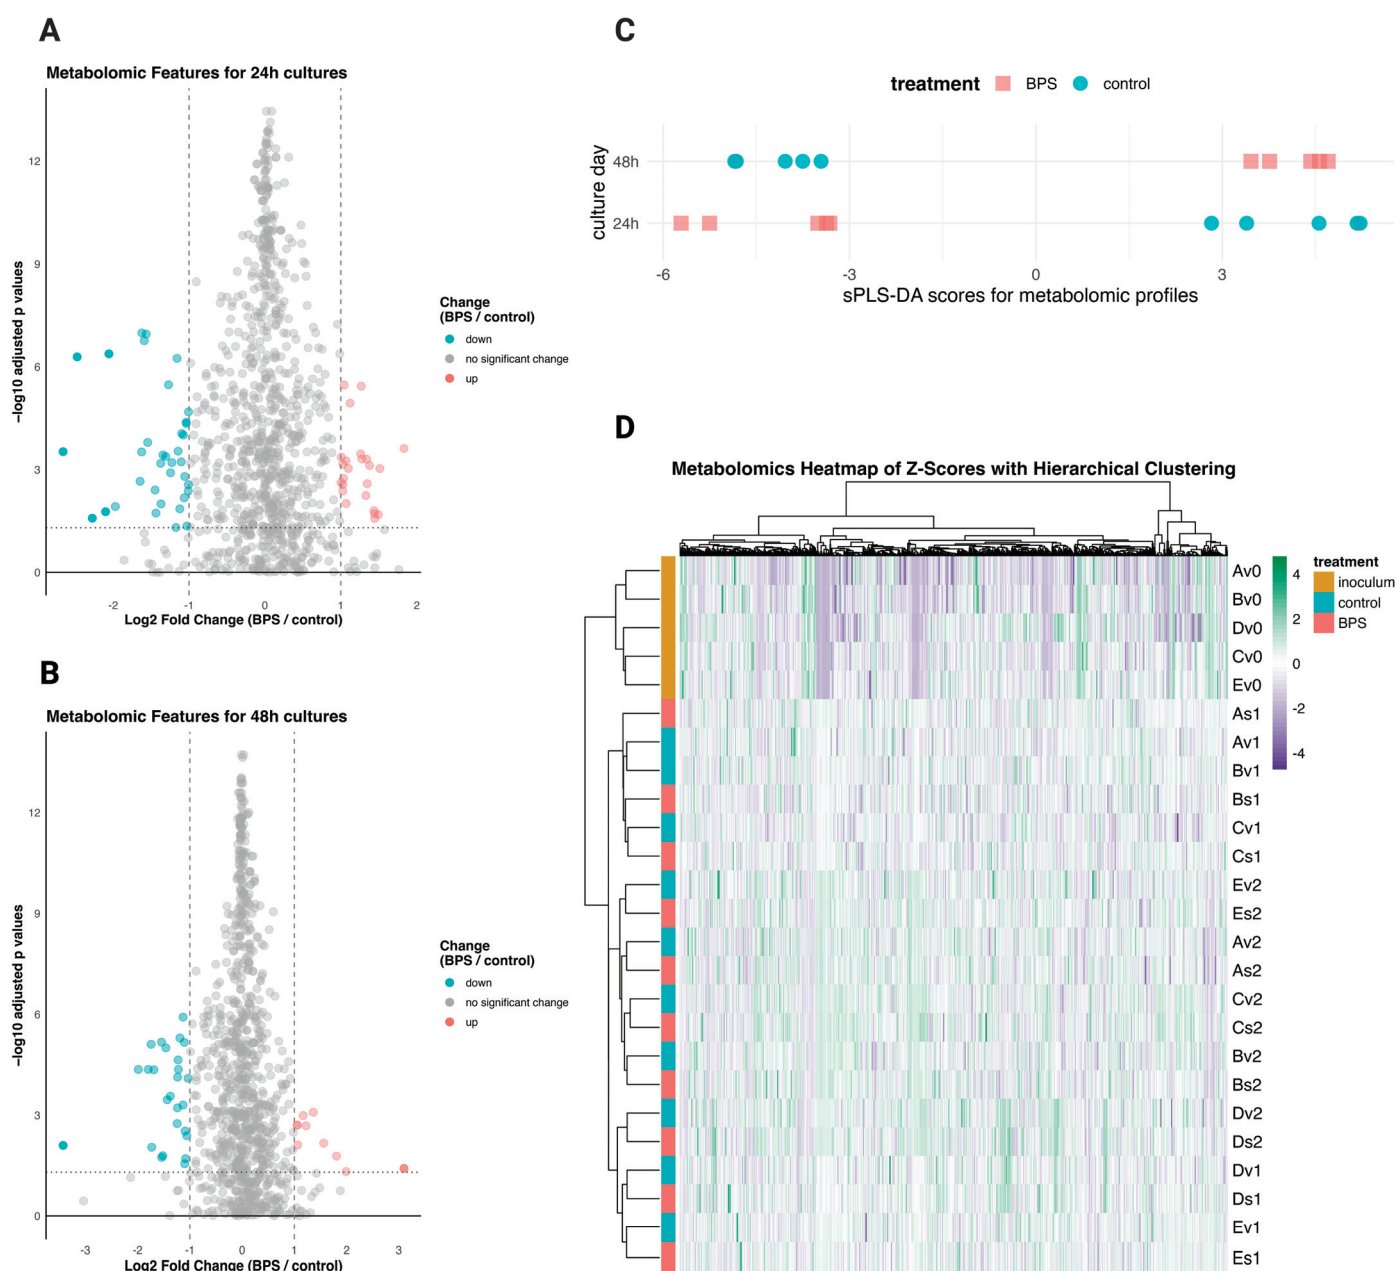 A
Metabolomic Features for 24h cultures
12
9
6
3
0
-2
-1
0
1
2
−log10 adjusted p values
Log2 Fold Change (BPS / control)
Change
(BPS / control)
down
no significant change
up
B
Metabolomic Features for 48h cultures
12
9
6
3
0
-3
-2
-1
0
1
2
3
−log10 adjusted p values
Log2 Fold Change (BPS / control)
Change
(BPS / control)
down
no significant change
up
C
treatment BPS control
culture day
48h
24h
-6
-3
0
3
sPLS-DA scores for metabolomic profiles
D
Metabolomics Heatmap of Z-Scores with Hierarchical Clustering
Av0
Bv0
Dv0
Cv0
Ev0
As1
Av1
Bv1
Bs1
Cv1
Cs1
Ev2
Es2
Av2
As2
Cv2
Cs2
Bv2
Bs2
Dv2
Ds2
Dv1
Ds1
Ev1
Es1
4
2
0
-2
-4
treatment
inoculum
control
BPS